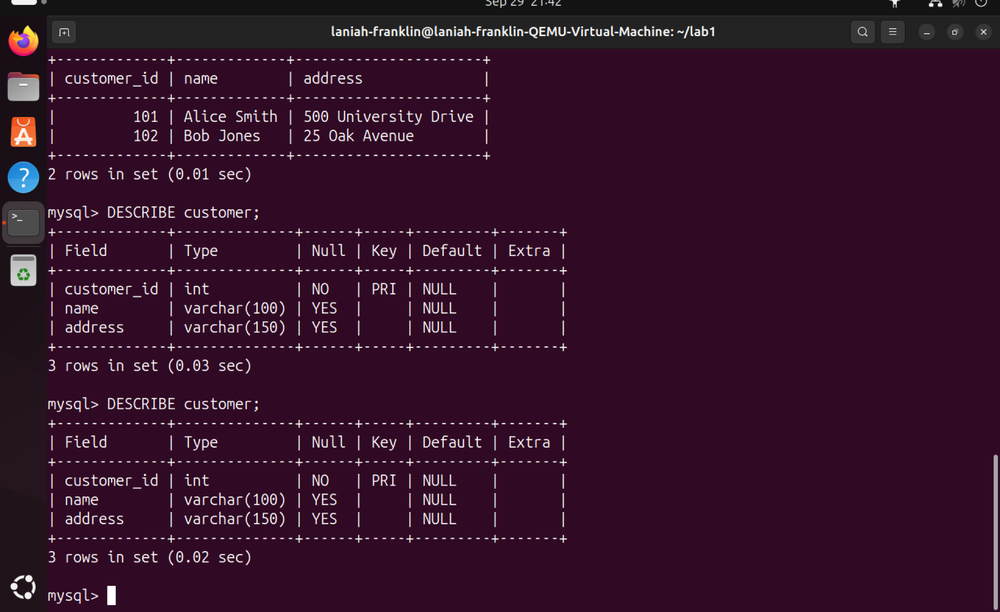 Sep 29 21:42
laniah-franklin@laniah-franklin-QEMU-Virtual-Machine: ~/lab1
+-------------+-------------+----------------------+
| customer_id | name        | address              |
+-------------+-------------+----------------------+
|         101 | Alice Smith | 500 University Drive |
|         102 | Bob Jones   | 25 Oak Avenue        |
+-------------+-------------+----------------------+
2 rows in set (0.01 sec)
mysql> DESCRIBE customer;
+-------------+--------------+------+-----+---------+-------+
| Field       | Type         | Null | Key | Default | Extra |
+-------------+--------------+------+-----+---------+-------+
| customer_id | int          | NO   | PRI | NULL    |       |
| name        | varchar(100) | YES  |     | NULL    |       |
| address     | varchar(150) | YES  |     | NULL    |       |
+-------------+--------------+------+-----+---------+-------+
3 rows in set (0.03 sec)
mysql> DESCRIBE customer;
+-------------+--------------+------+-----+---------+-------+
| Field       | Type         | Null | Key | Default | Extra |
+-------------+--------------+------+-----+---------+-------+
| customer_id | int          | NO   | PRI | NULL    |       |
| name        | varchar(100) | YES  |     | NULL    |       |
| address     | varchar(150) | YES  |     | NULL    |       |
+-------------+--------------+------+-----+---------+-------+
3 rows in set (0.02 sec)
mysql>